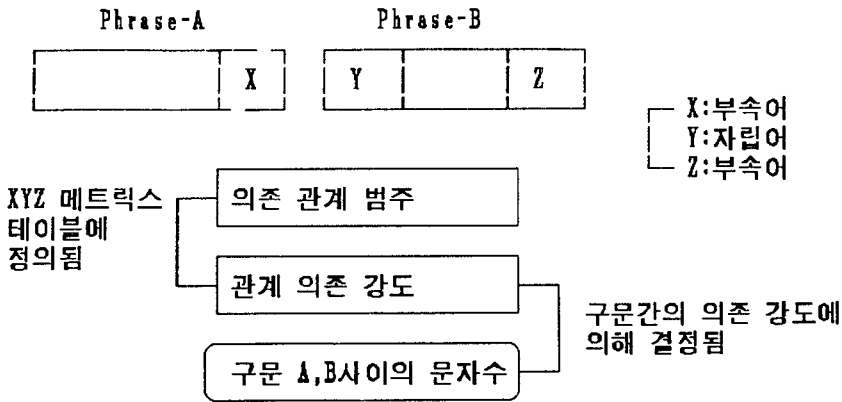 Phrase-A Phrase-B
X Y Z
X:부속어
Y:자립어
Z:부속어
XYZ 메트릭스
테이블에
정의됨
의존 관계 범주
관계 의존 강도
구문 A,B사이의 문자수
구문간의 의존 강도에
의해 결정됨